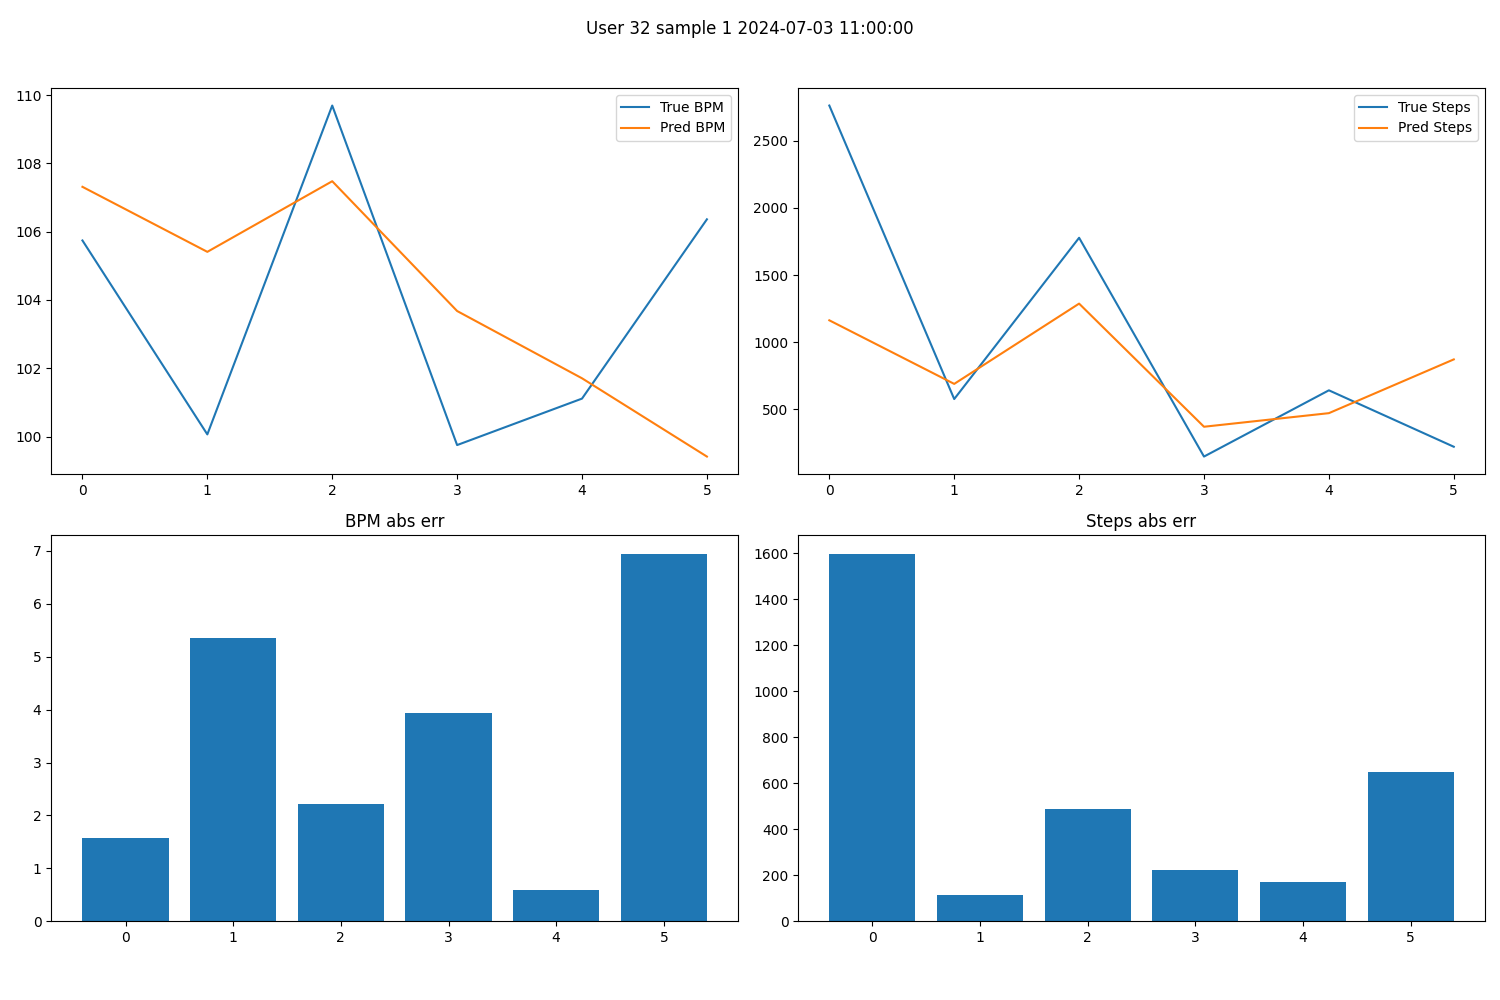 User 32 sample 1 2024-07-03 11:00:00
110
108
106
104
102
100
True BPM
Pred BPM
0 1 2 3 4 5
2500
2000
1500
1000
500
True Steps
Pred Steps
0 1 2 3 4 5
BPM abs err
7
6
5
4
3
2
1
0
0 1 2 3 4 5
Steps abs err
1600
1400
1200
1000
800
600
400
200
0
0 1 2 3 4 5